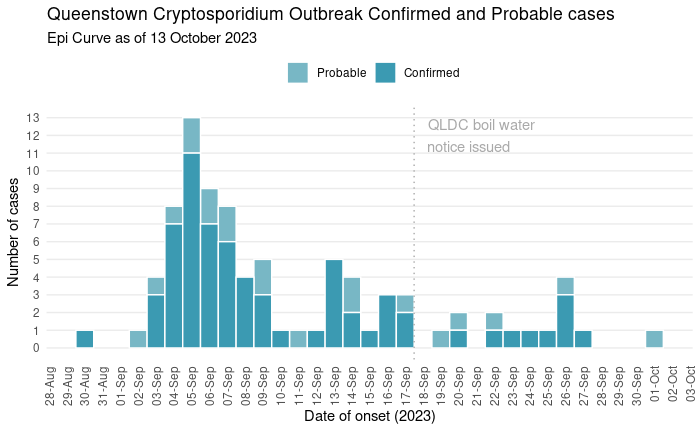 Queenstown Cryptosporidium Outbreak Confirmed and Probable cases
Epi Curve as of 13 October 2023
Probable
Confirmed
QLDC boil water
notice issued
Number of cases
13
12
11
10
9
8
7
6
5
4
3
2
1
0
28-Aug
29-Aug
30-Aug
31-Aug
01-Sep
02-Sep
03-Sep
04-Sep
05-Sep
06-Sep
07-Sep
08-Sep
09-Sep
10-Sep
11-Sep
12-Sep
13-Sep
14-Sep
15-Sep
16-Sep
17-Sep
18-Sep
19-Sep
20-Sep
21-Sep
22-Sep
23-Sep
24-Sep
25-Sep
26-Sep
27-Sep
28-Sep
29-Sep
30-Sep
01-Oct
02-Oct
03-Oct
Date of onset (2023)